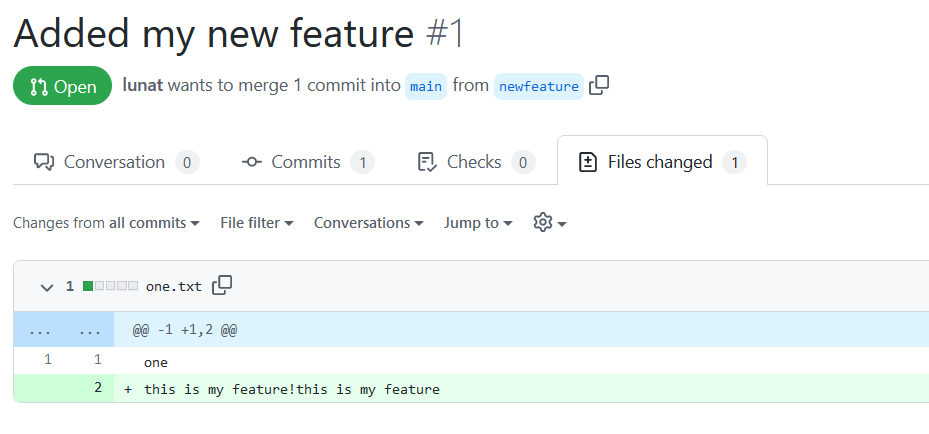 Added my new feature #1
Open lunat wants to merge 1 commit into main from newfeature
Conversation 0 Commits 1 Checks 0 Files changed 1
Changes from all commits File filter Conversations Jump to
1 one.txt
... ... @@ -1 +1,2 @@
1 1 one
2 + this is my feature!this is my feature